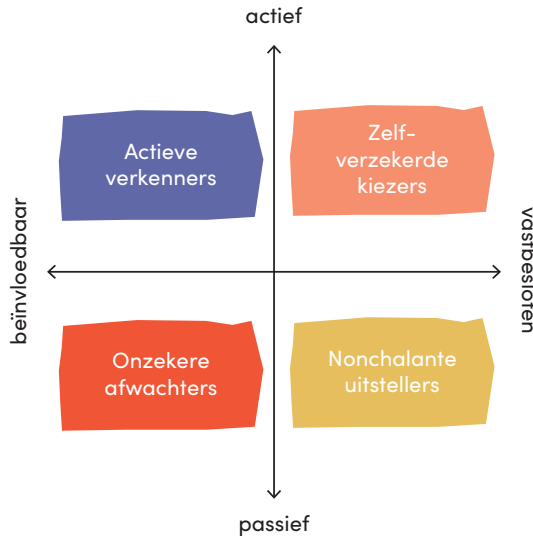 actief
Actieve
verkenners
Zelf-
verzekerde
kiezers
beïnvloedbaar
vastbesloten
Onzekere
afwachters
Nonchalante
uitstellers
passief